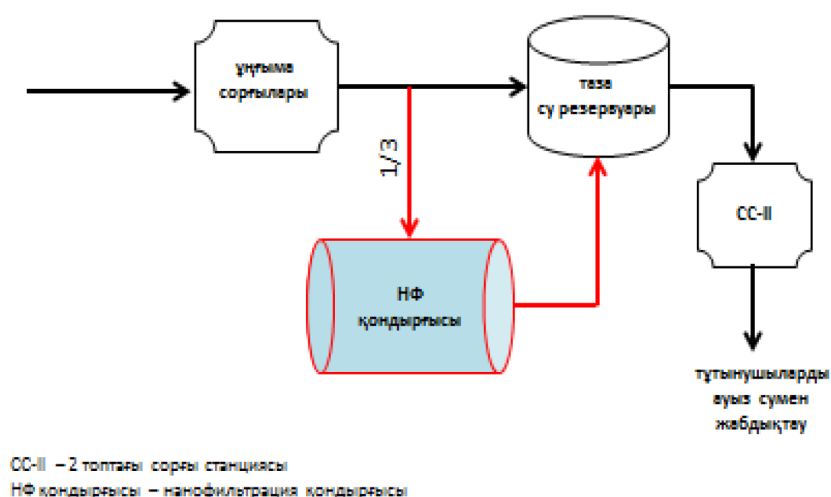 ұңғыма
сорғылары
таза
су резервуары
1/3
СС-II
НФ
қондырғысы
тұтынушыларды
ауыз сумен
жабдықтау
СС-II – 2 топтағы сорғы станциясы
НФ қондырғысы – нанофильтрация қондырғысы